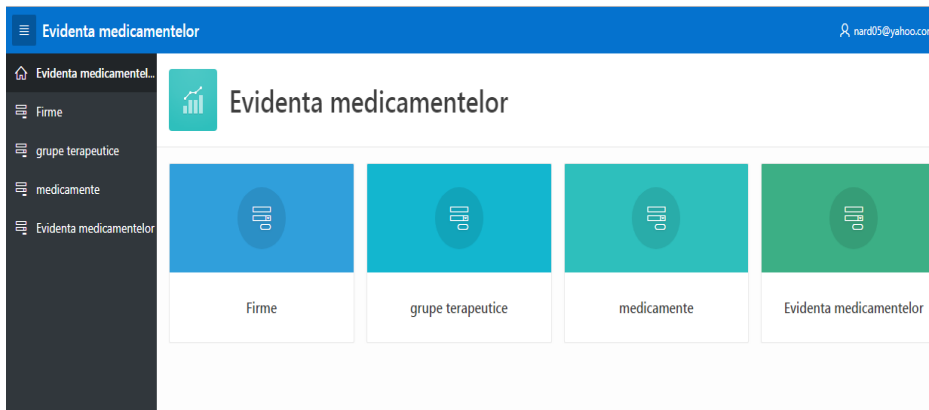 Evidenta medicamentelor
nard05@yahoo.com
Evidenta medicamentel...
Firme
grupe terapeutice
medicamente
Evidenta medicamentelor
Evidenta medicamentelor
Firme
grupe terapeutice
medicamente
Evidenta medicamentelor